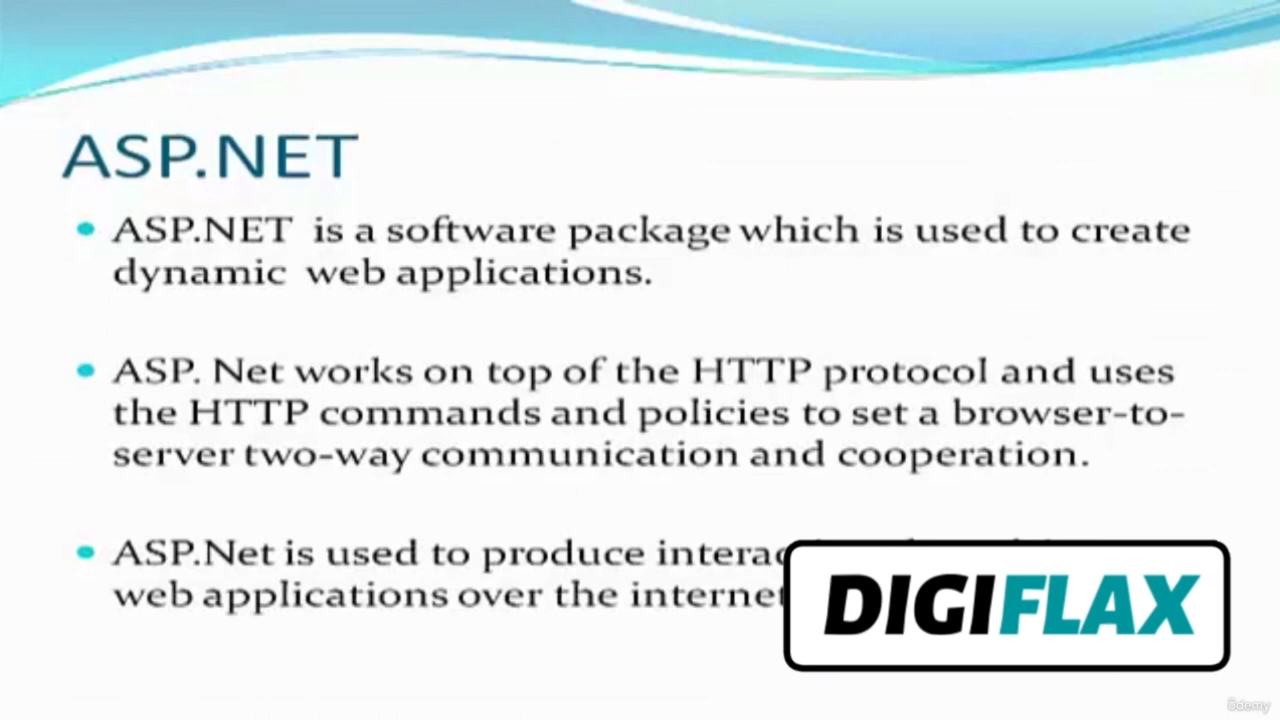 ASP.NET
• ASP.NET is a software package which is used to create
dynamic web applications.
• ASP. Net works on top of the HTTP protocol and uses
the HTTP commands and policies to set a browser-to-
server two-way communication and cooperation.
• ASP.Net is used to produce
web applications over the internet
DIGIFLAX
ûdemy